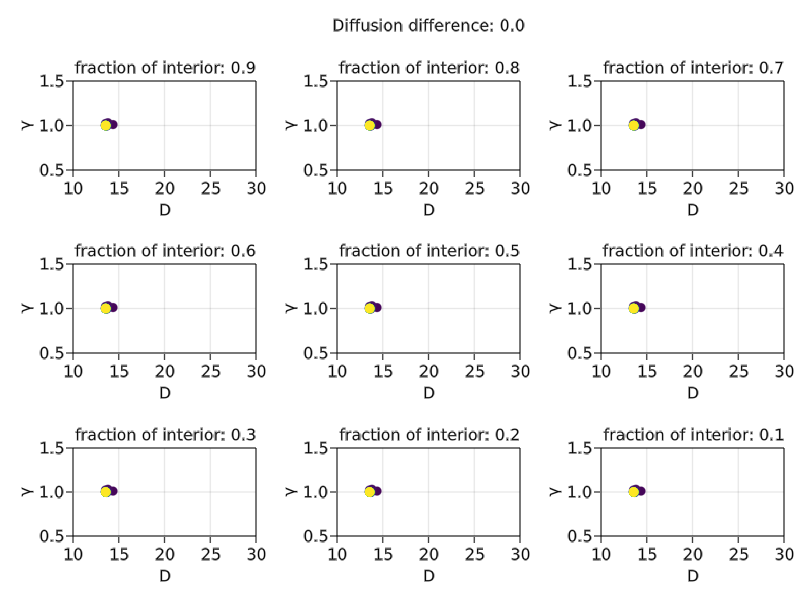 Diffusion difference: 0.0
fraction of interior: 0.9
1.5
γ 1.0
0.5
10 15 20 25 30
D
fraction of interior: 0.8
1.5
γ 1.0
0.5
10 15 20 25 30
D
fraction of interior: 0.7
1.5
γ 1.0
0.5
10 15 20 25 30
D
fraction of interior: 0.6
1.5
γ 1.0
0.5
10 15 20 25 30
D
fraction of interior: 0.5
1.5
γ 1.0
0.5
10 15 20 25 30
D
fraction of interior: 0.4
1.5
γ 1.0
0.5
10 15 20 25 30
D
fraction of interior: 0.3
1.5
γ 1.0
0.5
10 15 20 25 30
D
fraction of interior: 0.2
1.5
γ 1.0
0.5
10 15 20 25 30
D
fraction of interior: 0.1
1.5
γ 1.0
0.5
10 15 20 25 30
D